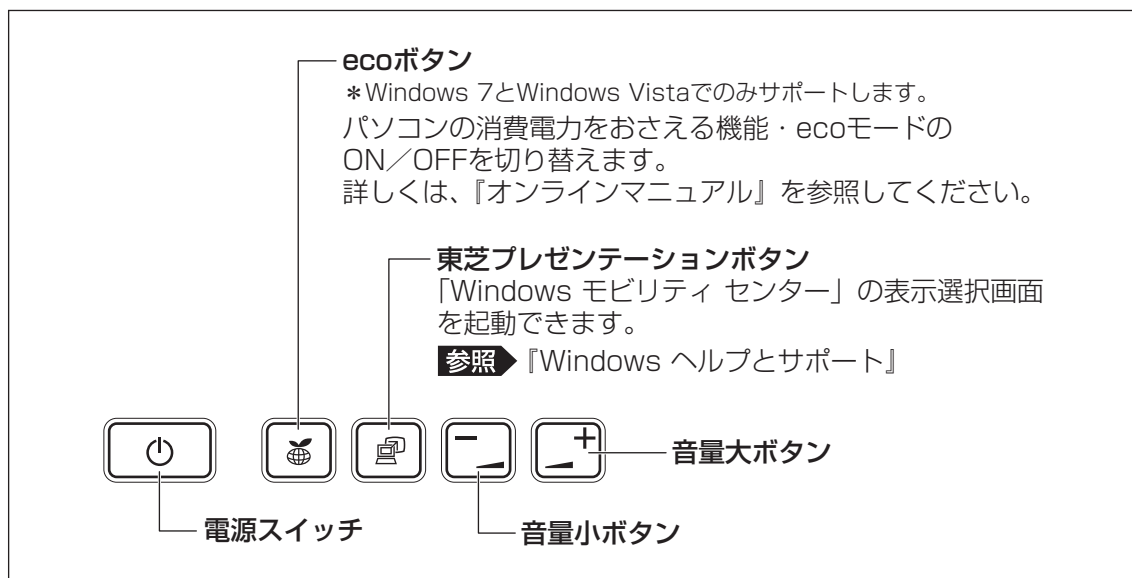 ecoボタン
＊Windows 7とWindows Vistaでのみサポートします。
パソコンの消費電力をおさえる機能・ecoモードの
ON／OFFを切り替えます。
詳しくは、『オンラインマニュアル』を参照してください。
東芝プレゼンテーションボタン
「Windows モビリティ センター」の表示選択画面
を起動できます。
参照 『Windows ヘルプとサポート』
音量大ボタン
電源スイッチ
音量小ボタン